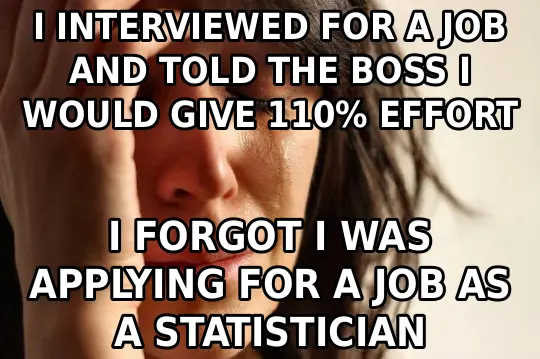 I INTERVIEWED FOR A JOB
AND TOLD THE BOSS I
WOULD GIVE 110% EFFORT
I FORGOT I WAS
APPLYING FOR A JOB AS
A STATISTICIAN